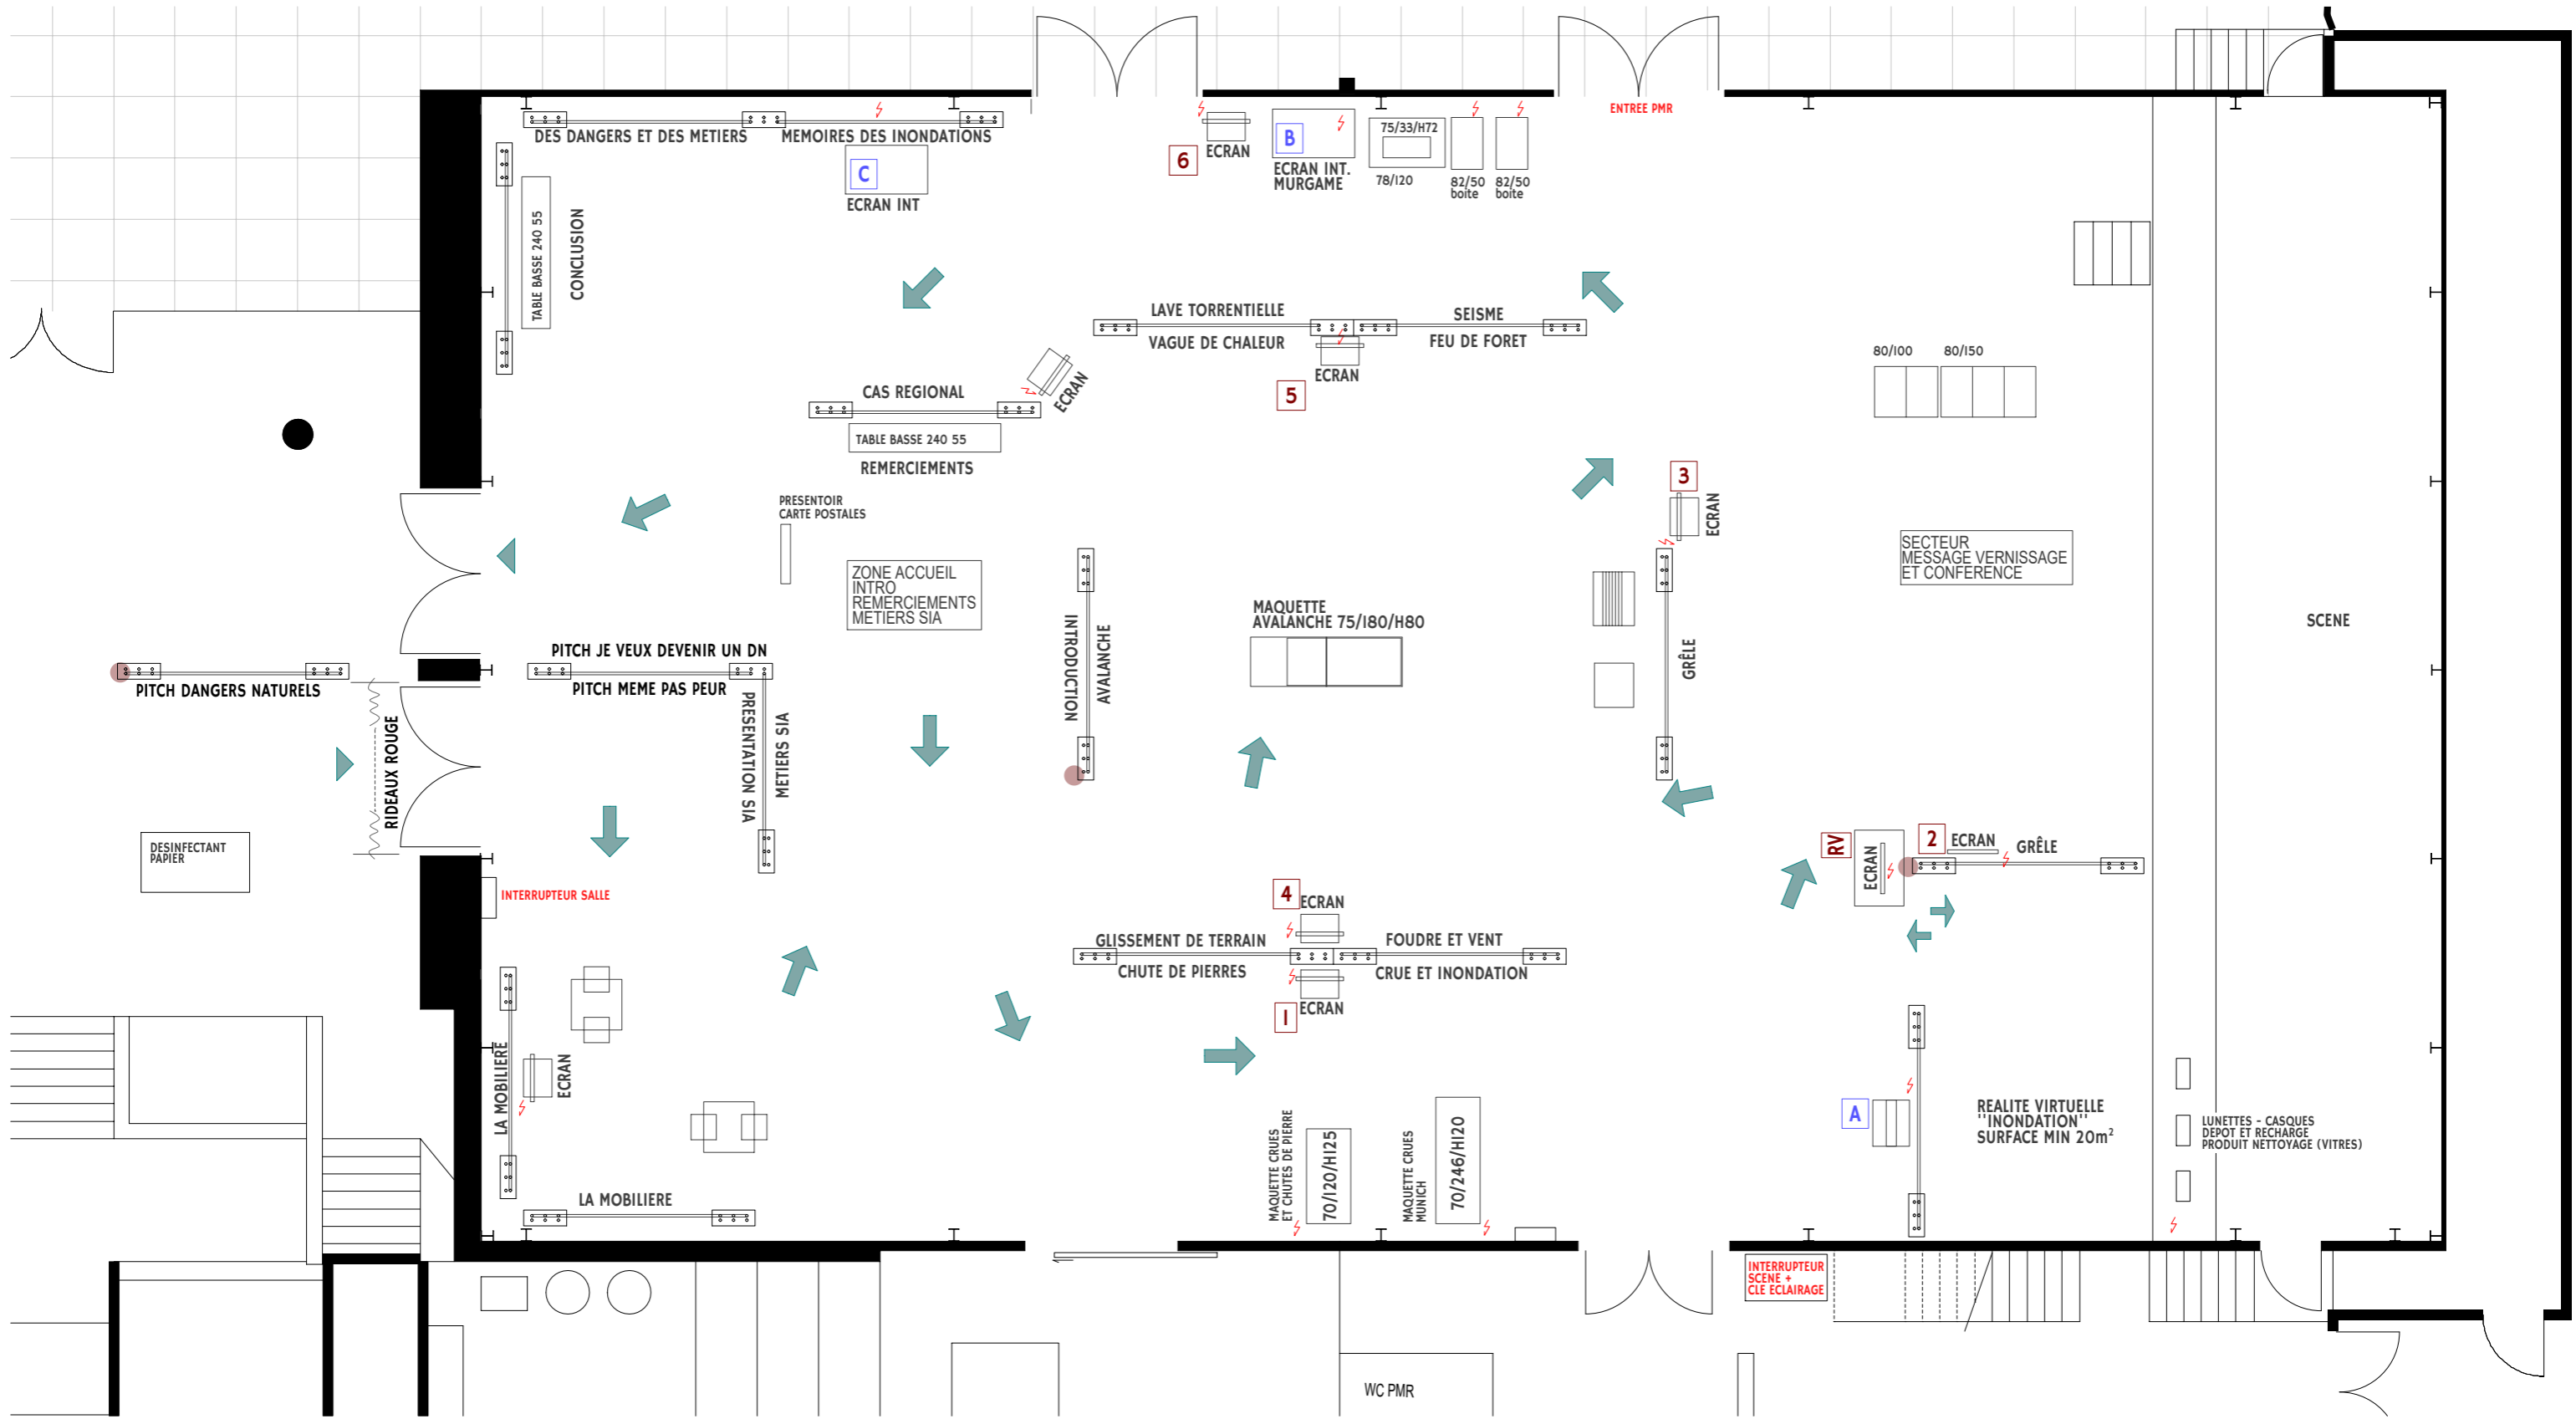 ENTREE PMR
DES DANGERS ET DES METIERS
MEMOIRES DES INONDATIONS
C
ECRAN INT
6
ECRAN
B
ECRAN INT.
MURGAME
75/33/H72
78/120
82/50
boite
82/50
boite
TABLE BASSE 240 55
CONCLUSION
LAVE TORRENTIELLE
SEISME
VAGUE DE CHALEUR
FEU DE FORET
ECRAN
5
80/100
80/150
CAS REGIONAL
ECRAN
TABLE BASSE 240 55
REMERCIEMENTS
PRESENTOIR
CARTE POSTALES
3
ECRAN
ZONE ACCUEIL
INTRO
REMERCIEMENTS
METIERS SIA
SECTEUR
MESSAGE VERNISSAGE
ET CONFERENCE
INTRODUCTION
AVALANCHE
MAQUETTE
AVALANCHE 75/180/H80
GRÊLE
SCENE
PITCH DANGERS NATURELS
RIDEAUX ROUGE
PITCH JE VEUX DEVENIR UN DN
PITCH MEME PAS PEUR
PRESENTATION SIA
METIERS SIA
DESINFECTANT
PAPIER
INTERRUPTEUR SALLE
RV
ECRAN
2
ECRAN
GRÊLE
4
ECRAN
GLISSEMENT DE TERRAIN
FOUDRE ET VENT
CHUTE DE PIERRES
CRUE ET INONDATION
1
ECRAN
LA MOBILIERE
ECRAN
LA MOBILIERE
MAQUETTE CRUES
ET CHUTES DE PIERRE
70/120/H125
MAQUETTE CRUES
MUNICH
70/246/H120
A
REALITE VIRTUELLE
"INONDATION"
SURFACE MIN 20m²
LUNETTES - CASQUES
DEPOT ET RECHARGE
PRODUIT NETTOYAGE (VITRES)
INTERRUPTEUR
SCENE +
CLE ECLAIRAGE
WC PMR